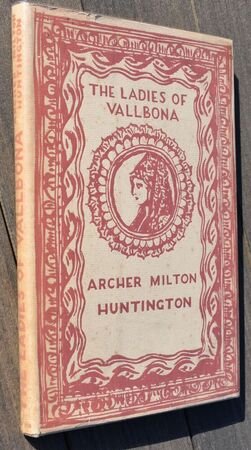 THE LADIES OF
VALLBONA
ARCHER MILTON
HUNTINGTON
THE LADIES OF VALLBONA
HUNTINGTON